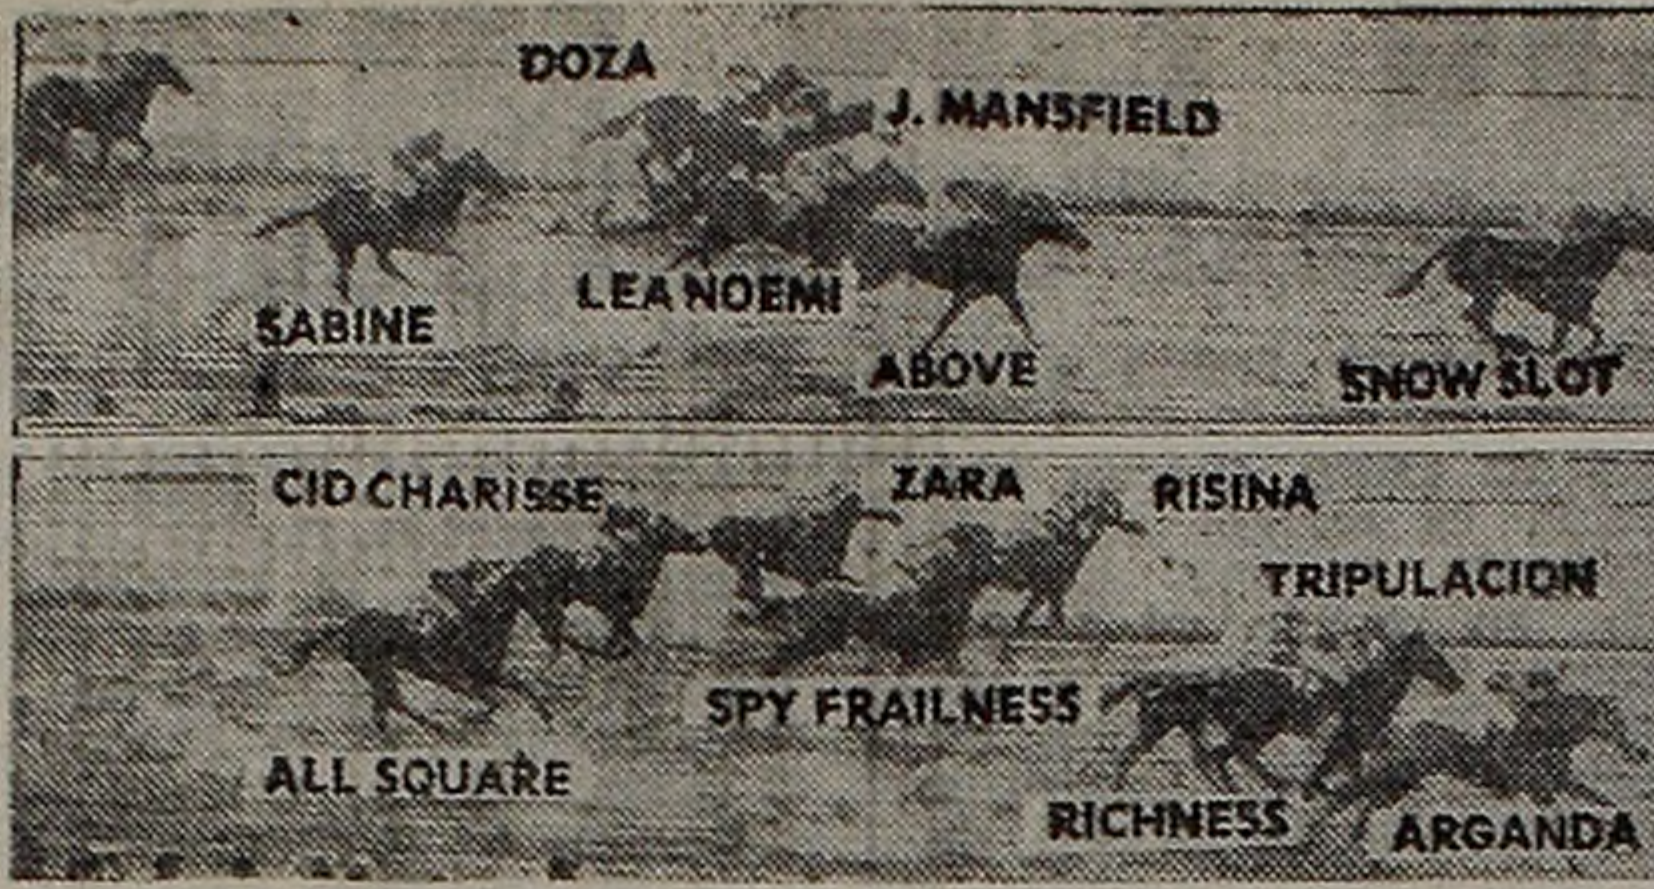 DOZA
J. MANSFIELD
LEA NOEMI
SABINE
ABOVE
SNOW SLOT
CID CHARISSE
ZARA
RISINA
TRIPULACION
SPY FRAILNESS
ALL SQUARE
RICHNESS
ARGANDA